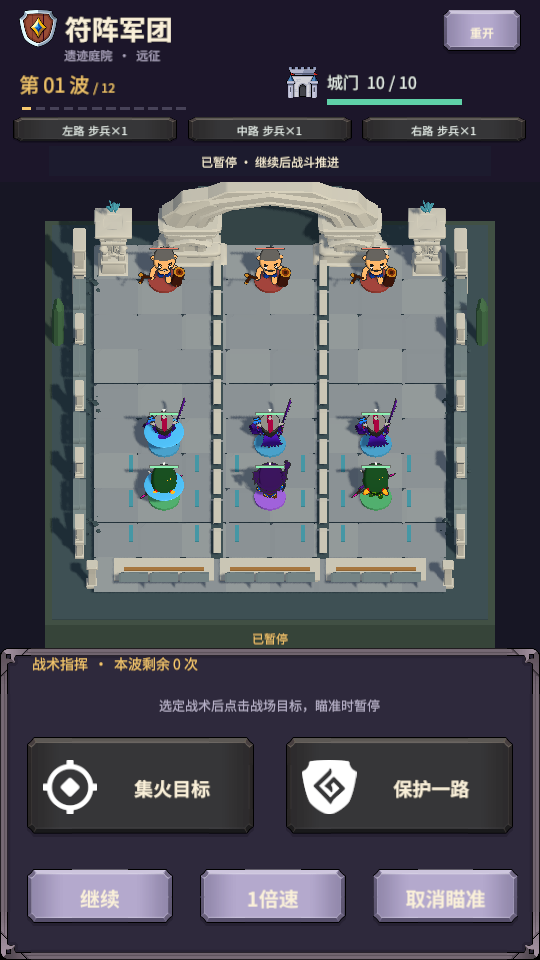 符阵军团
遗迹庭院 · 远征
重开
第 01 波 / 12
城门 10 / 10
左路 步兵×1
中路 步兵×1
右路 步兵×1
已暂停 · 继续后战斗推进
已暂停
战术指挥 · 本波剩余 0 次
选定战术后点击战场目标，瞄准时暂停
集火目标
保护一路
继续
1倍速
取消瞄准